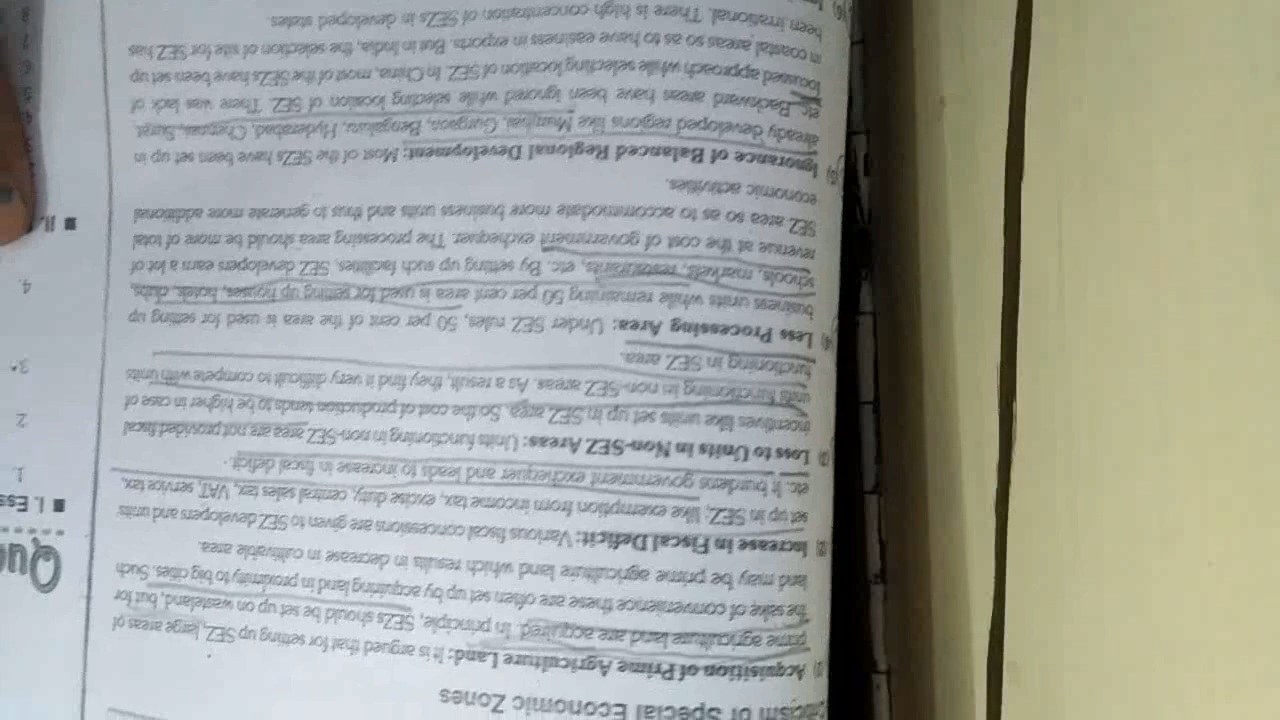 cism of Special Economic Zones
(1) Acquisition of Prime Agriculture Land: It is argued that for setting up SEZ, large areas of
prime agriculture land are acquired. In principle, SEZs should be set up on wasteland, but for
the sake of convenience these are often set up by acquiring land in proximity to big cities. Such
land may be prime agriculture land which results in decrease in cultivable area.
(2) Increase in Fiscal Deficit: Various fiscal concessions are given to SEZ developers and units
set up in SEZ, like exemption from income tax, excise duty, central sales tax, VAT, service tax,
etc. It burdens government exchequer and leads to increase in fiscal deficit.
(3) Loss to Units in Non-SEZ Areas: Units functioning in non-SEZ area are not provided fiscal
incentives like units set up in SEZ area. So the cost of production tends to be higher in case of
units functioning in non-SEZ areas. As a result, they find it very difficult to compete with units
functioning in SEZ area.
(4) Less Processing Area: Under SEZ rules, 50 per cent of the area is used for setting up
business units while remaining 50 per cent area is used for setting up houses, hotels, clubs,
schools, markets, restaurants, etc. By setting up such facilities, SEZ developers earn a lot of
revenue at the cost of government exchequer. The processing area should be more of total
SEZ area so as to accommodate more business units and thus to generate more additional
economic activities.
(5) Ignorance of Balanced Regional Development: Most of the SEZs have been set up in
already developed regions like Mumbai, Gurgaon, Bengaluru, Hyderabad, Chennai, Surat,
etc. Backward areas have been ignored while selecting location of SEZ. There was lack of
focussed approach while selecting location of SEZ. In China, most of the SEZs have been set up
in coastal areas so as to have easiness in exports. But in India, the selection of site for SEZ has
been irrational. There is high concentration of SEZs in developed states.
(6)
Que
■ I. Ess
1.
2.
3.*
4.
■ II.